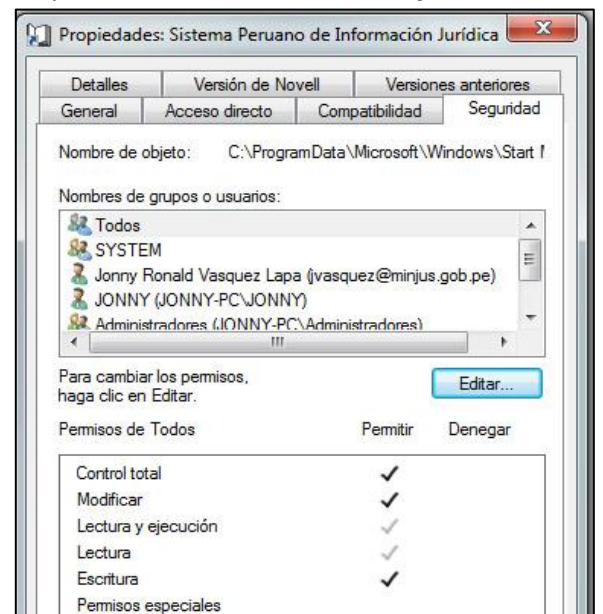 Propiedades: Sistema Peruano de Información Jurídica
Detalles Versión de Novell Versiones anteriores
General Acceso directo Compatibilidad Seguridad
Nombre de objeto: C:\ProgramData\Microsoft\Windows\Start
Nombres de grupos o usuarios:
Todos
SYSTEM
Jonny Ronald Vasquez Lapa (jvasquez@minjus.gob.pe)
JONNY (JONNY-PC\JONNY)
Administradores (JONNY-PC\Administradores)
Para cambiar los permisos,
haga clic en Editar.
Editar...
Permisos de Todos Permitir Denegar
Control total
Modificar
Lectura y ejecución
Lectura
Escritura
Permisos especiales